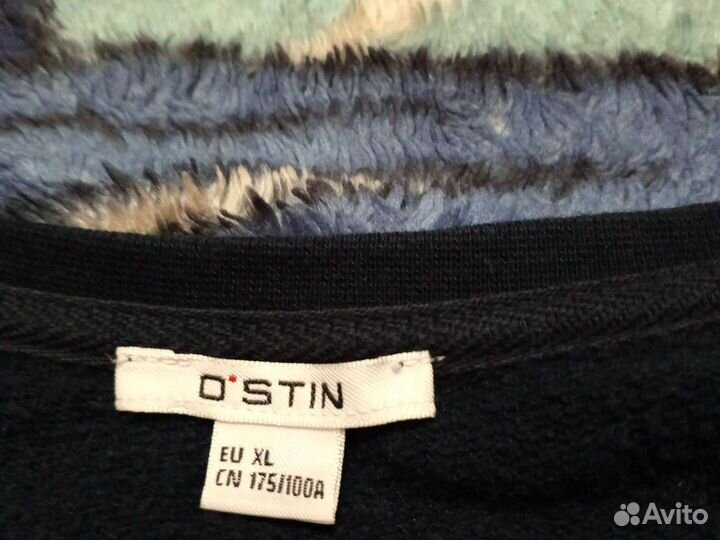 O'STIN
EU XL
CN 175/100A
Avito